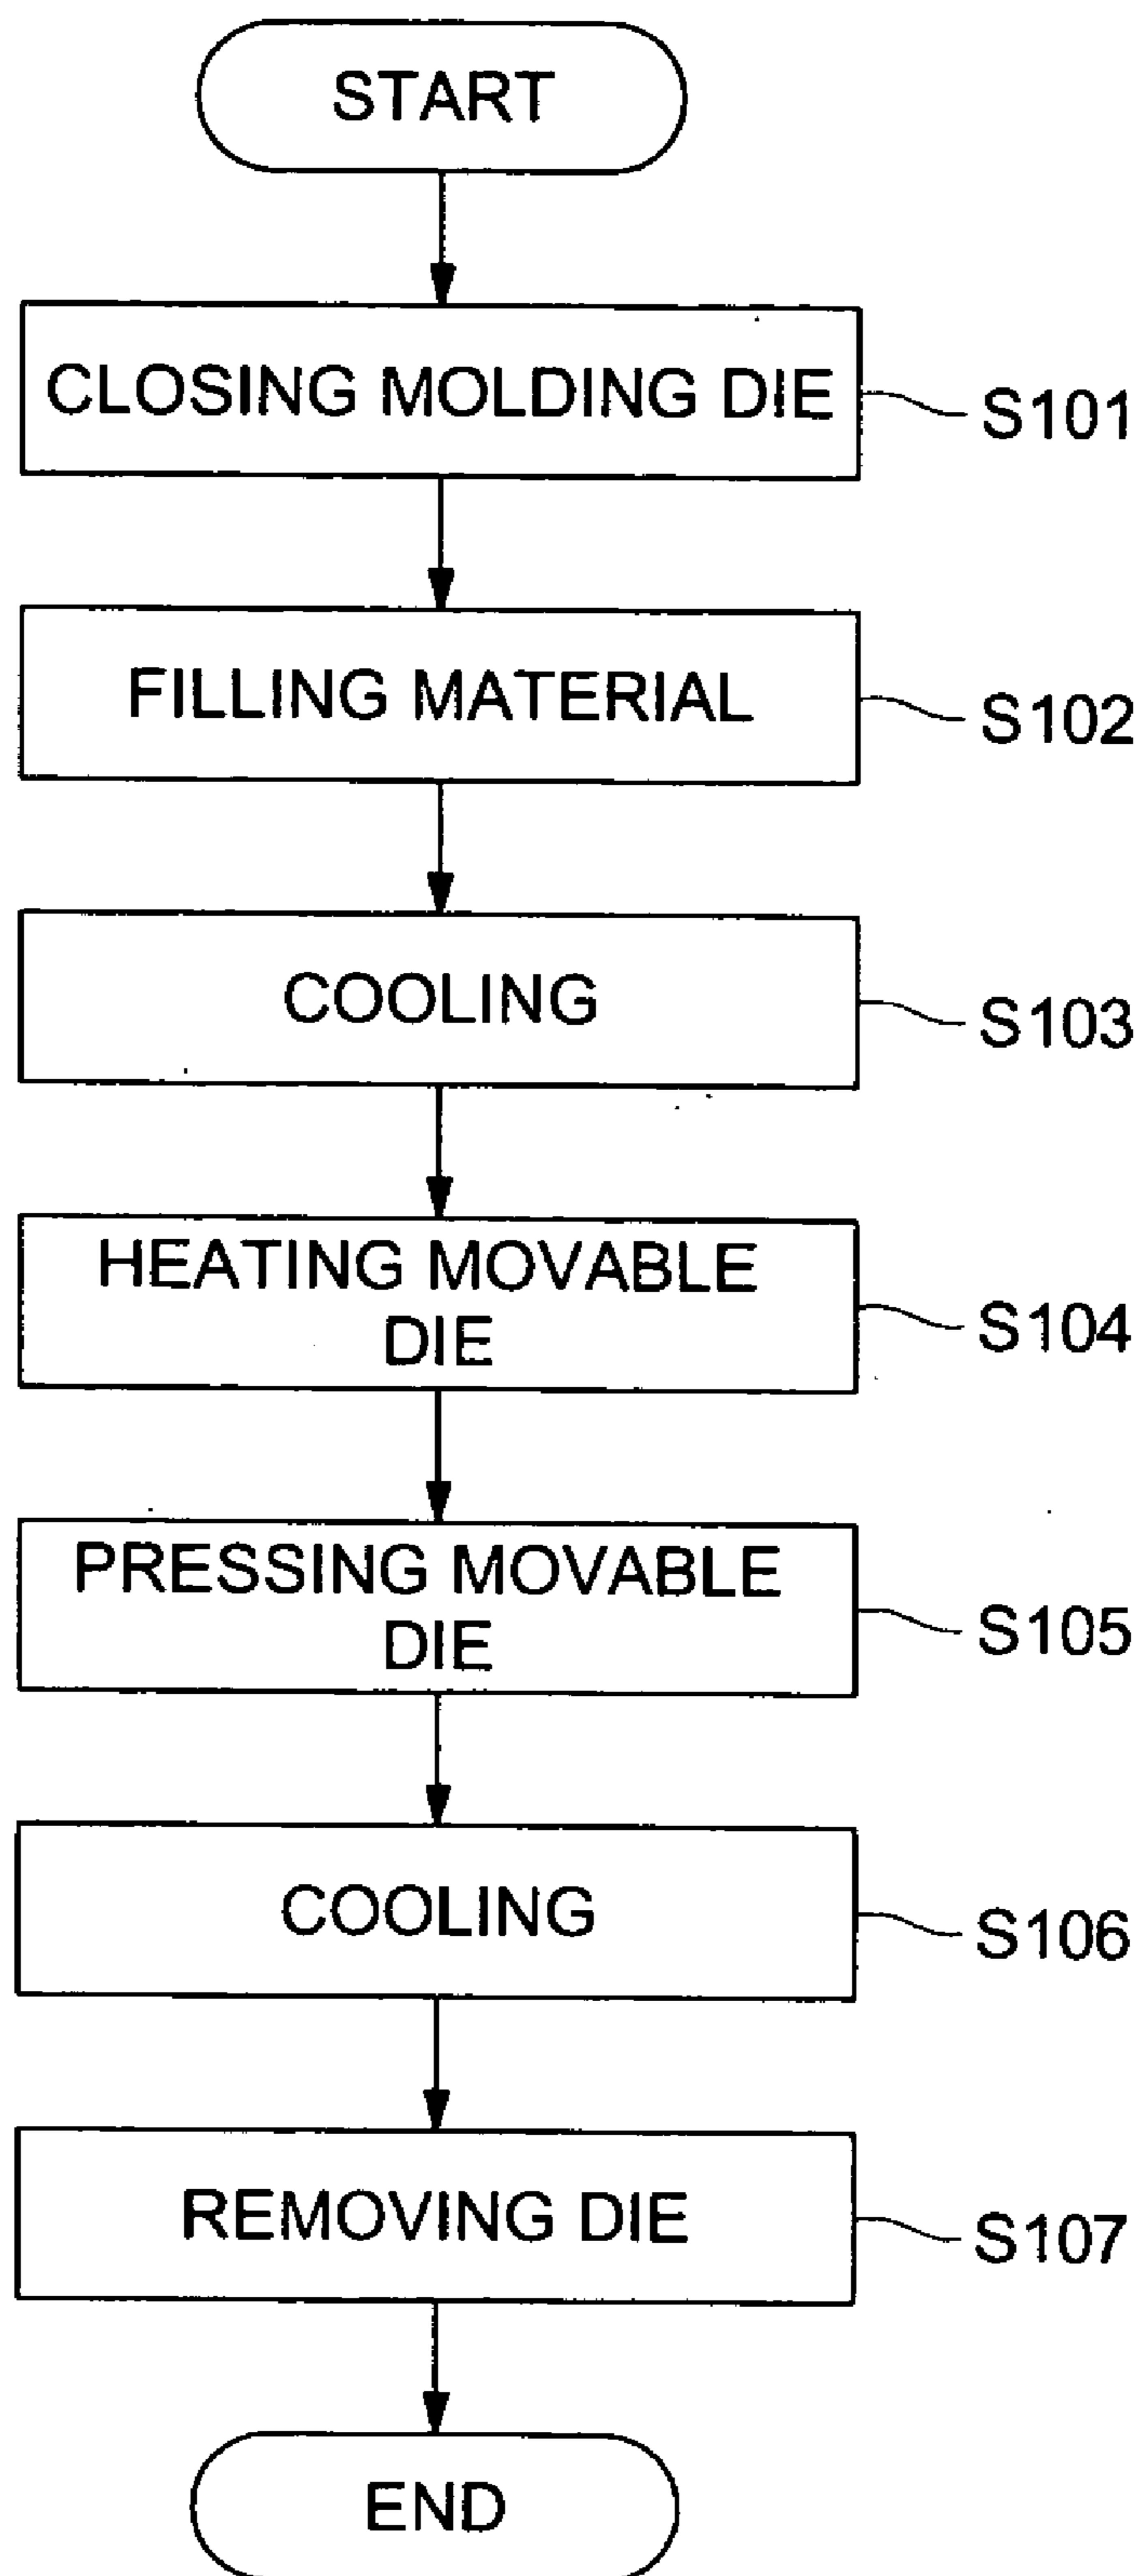 START
CLOSING MOLDING DIE
S101
FILLING MATERIAL
S102
COOLING
S103
HEATING MOVABLE
DIE
S104
PRESSING MOVABLE
DIE
S105
COOLING
S106
REMOVING DIE
S107
END